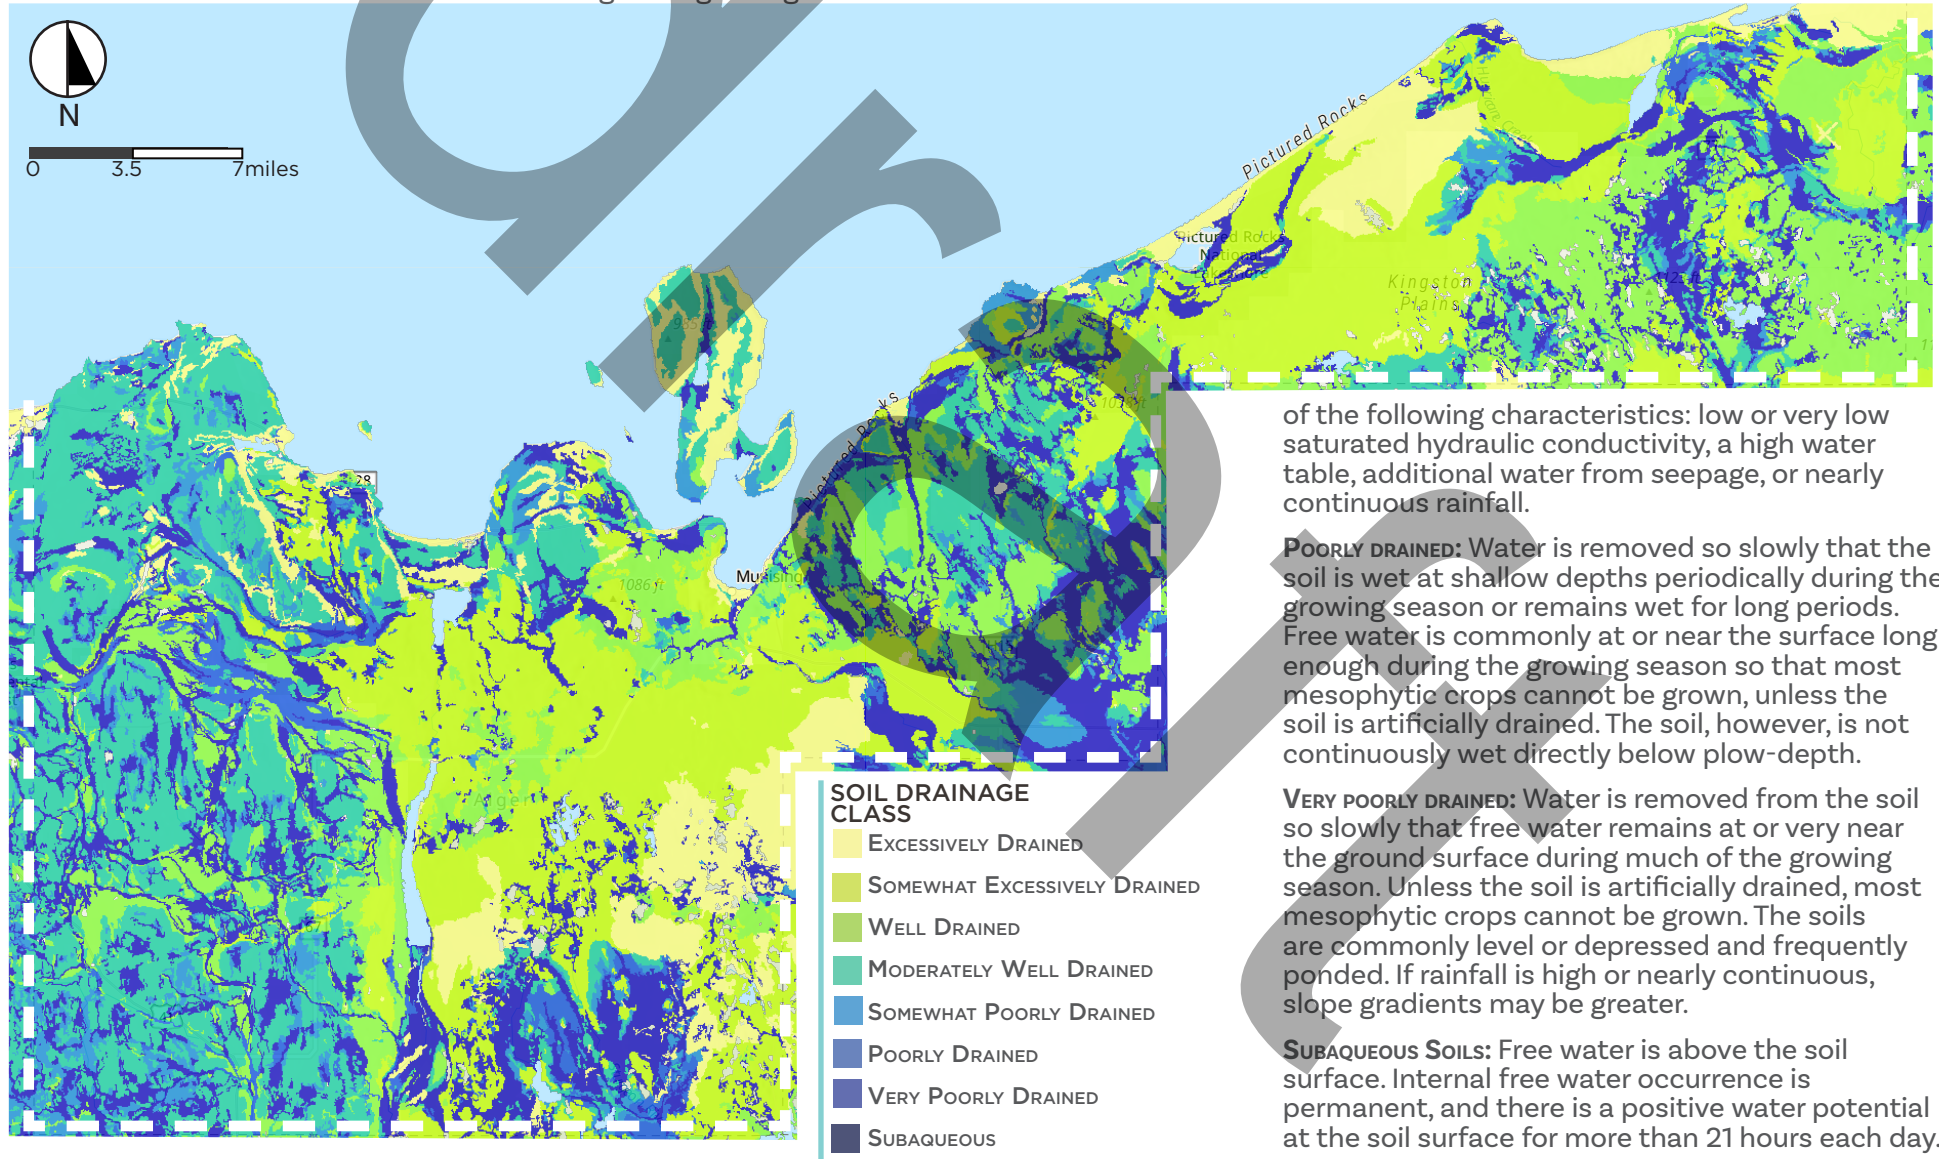 N
0 3.5 7miles
Pictured Rocks
Pictured Rocks
National
Lakeshore
Kingston
Plains
935 ft
28
Pictured Rocks
1086 ft
Munising
Alger
draft
SOIL DRAINAGE
CLASS
EXCESSIVELY DRAINED
SOMEWHAT EXCESSIVELY DRAINED
WELL DRAINED
MODERATELY WELL DRAINED
SOMEWHAT POORLY DRAINED
POORLY DRAINED
VERY POORLY DRAINED
SUBAQUEOUS
of the following characteristics: low or very low
saturated hydraulic conductivity, a high water
table, additional water from seepage, or nearly
continuous rainfall.
POORLY DRAINED: Water is removed so slowly that the
soil is wet at shallow depths periodically during the
growing season or remains wet for long periods.
Free water is commonly at or near the surface long
enough during the growing season so that most
mesophytic crops cannot be grown, unless the
soil is artificially drained. The soil, however, is not
continuously wet directly below plow-depth.
VERY POORLY DRAINED: Water is removed from the soil
so slowly that free water remains at or very near
the ground surface during much of the growing
season. Unless the soil is artificially drained, most
mesophytic crops cannot be grown. The soils
are commonly level or depressed and frequently
ponded. If rainfall is high or nearly continuous,
slope gradients may be greater.
SUBAQUEOUS SOILS: Free water is above the soil
surface. Internal free water occurrence is
permanent, and there is a positive water potential
at the soil surface for more than 21 hours each day.